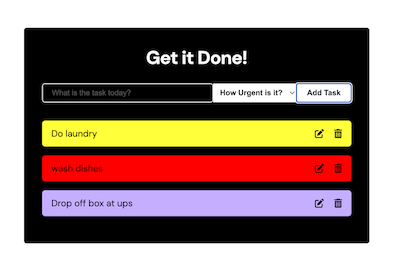 Get it Done!
What is the task today?
How Urgent is it?
Add Task
Do laundry
wash dishes
Drop off box at ups